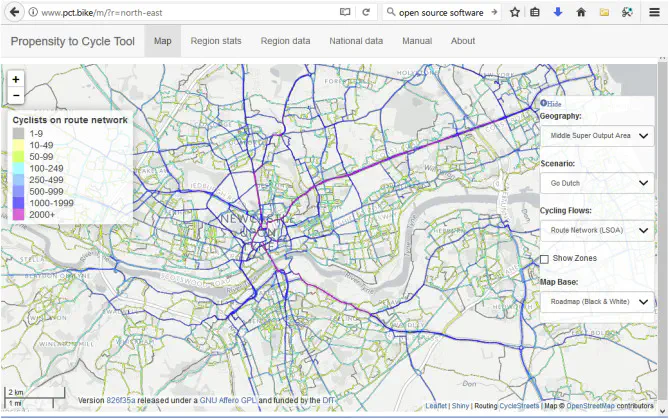 www.pct.bike/m/?r=north-east
open source software
Propensity to Cycle Tool
Map
Region stats
Region data
National data
Manual
About
+
−
Cyclists on route network
1-9
10-49
50-99
100-249
250-499
500-999
1000-1999
2000+
Hide
Geography:
Middle Super Output Area
Scenario:
Go Dutch
Cycling Flows:
Route Network (LSOA)
Show Zones
Map Base:
Roadmap (Black & White)
NEWCASTLE
UPON
TYNE
Don
2 km
1 mi
Version 826f35a released under a GNU Affero GPL and funded by the DfT
Leaflet | Shiny | Routing CycleStreets | Map © OpenStreetMap contributors